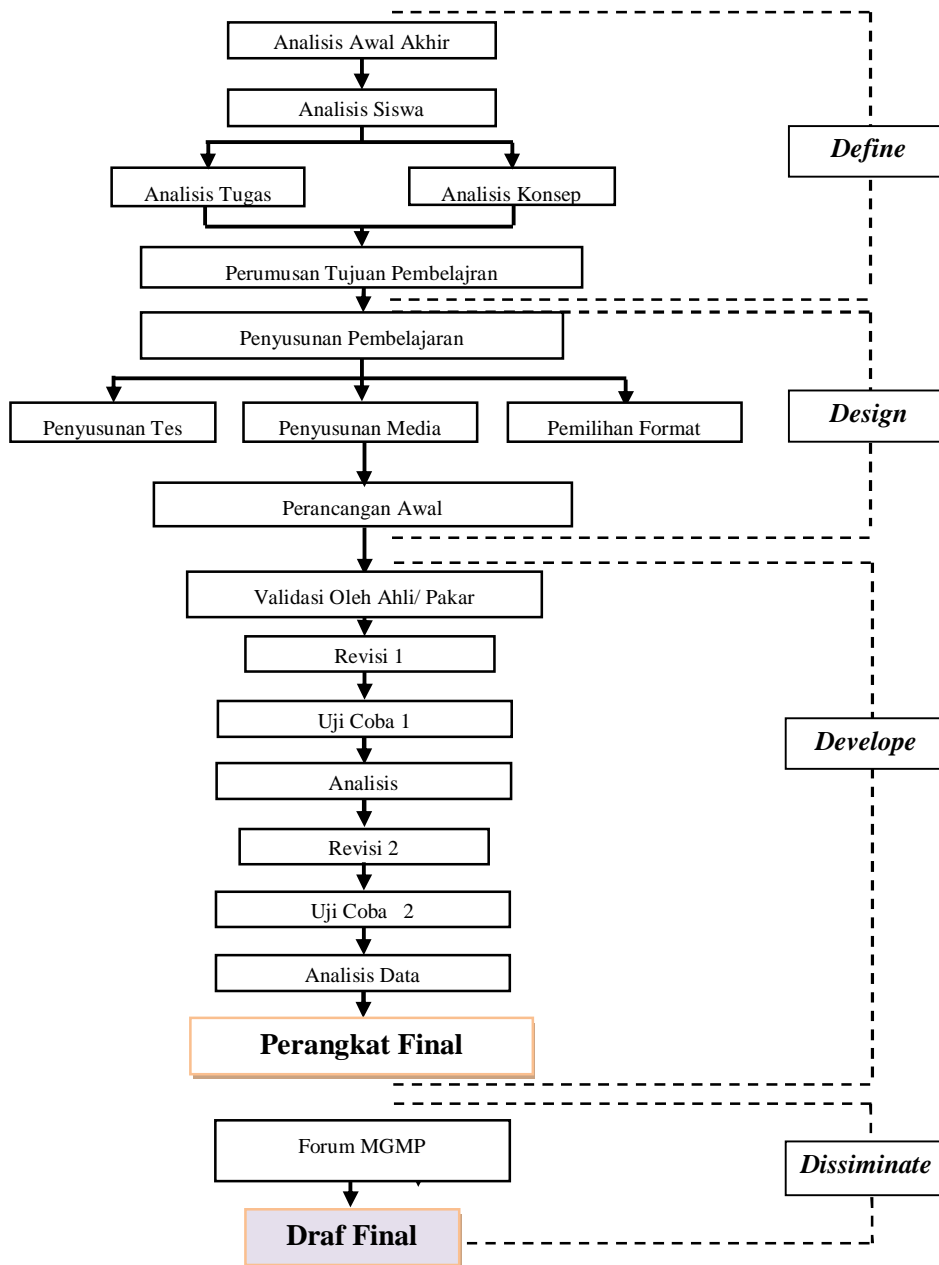 Analisis Awal Akhir
Analisis Siswa
Define
Analisis Tugas
Analisis Konsep
Perumusan Tujuan Pembelajran
Penyusunan Pembelajaran
Penyusunan Tes
Penyusunan Media
Pemilihan Format
Design
Perancangan Awal
Validasi Oleh Ahli/ Pakar
Revisi 1
Uji Coba 1
Develope
Analisis
Revisi 2
Uji Coba 2
Analisis Data
Perangkat Final
Forum MGMP
Dissiminate
Draf Final